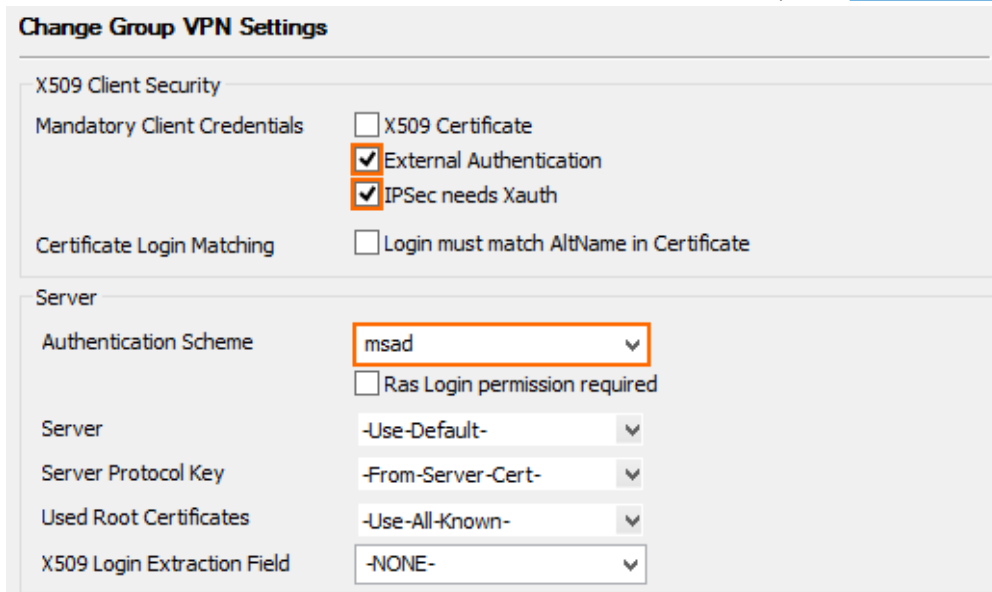 Change Group VPN Settings
X509 Client Security
Mandatory Client Credentials X509 Certificate
External Authentication
IPSec needs Xauth
Certificate Login Matching Login must match AltName in Certificate
Server
Authentication Scheme msad
Ras Login permission required
Server -Use-Default-
Server Protocol Key -From-Server-Cert-
Used Root Certificates -Use-All-Known-
X509 Login Extraction Field -NONE-